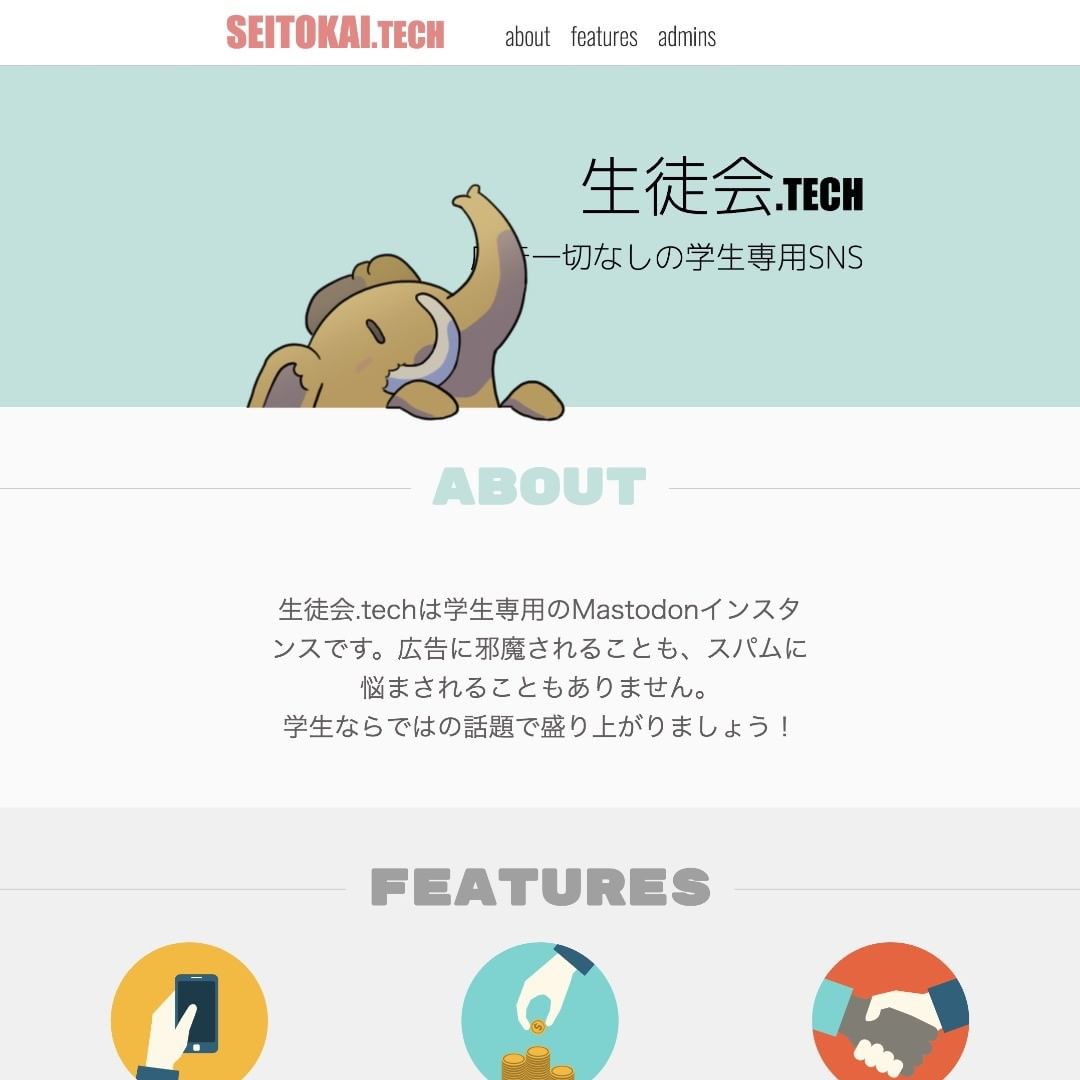 SEITOKAI.TECH
about features admins
生徒会.TECH
一切なしの学生専用SNS
ABOUT
生徒会.techは学生専用のMastodonインスタ
ンスです。広告に邪魔されることも、スパムに
悩まされることもありません。
学生ならではの話題で盛り上がりましょう！
FEATURES